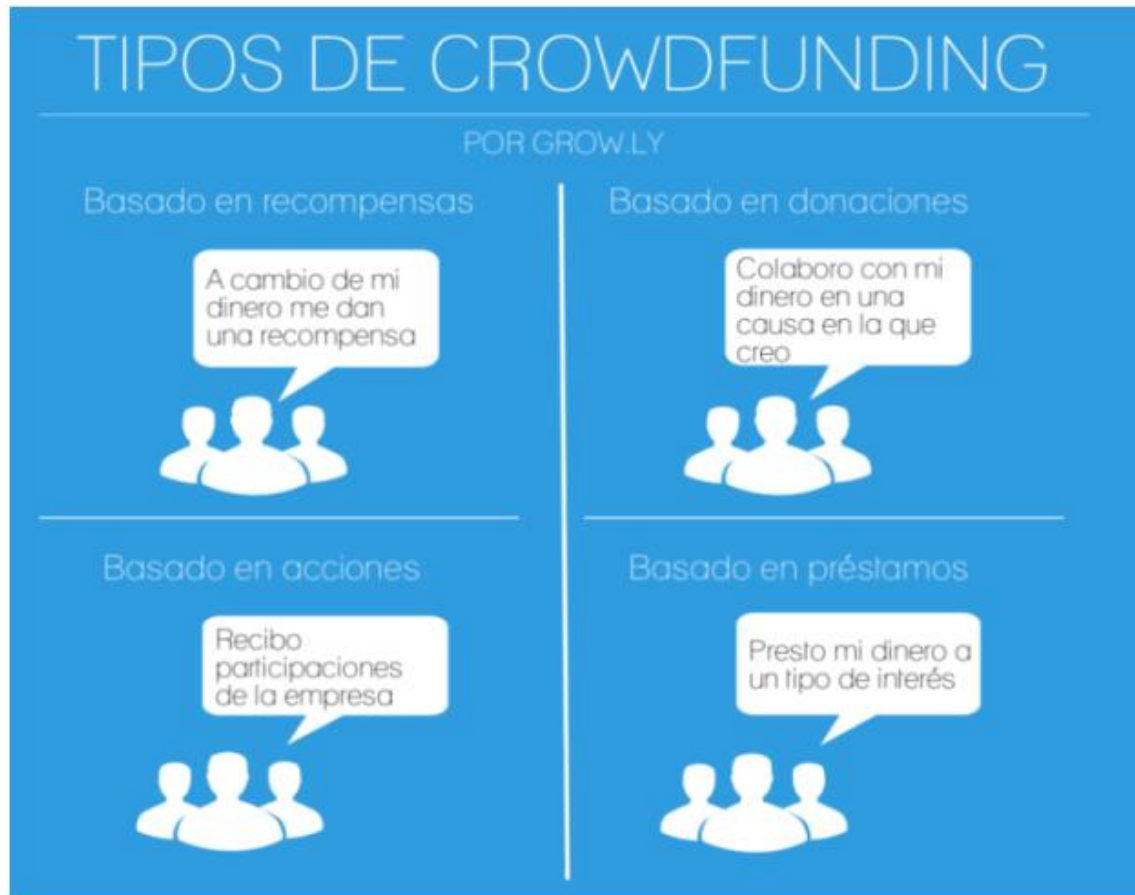 TIPOS DE CROWDFUNDING
POR GROW.LY
Basado en recompensas
A cambio de mi
dinero me dan
una recompensa
Basado en donaciones
Colaboro con mi
dinero en una
causa en la que
creo
Basado en acciones
Recibo
participaciones
de la empresa
Basado en préstamos
Presto mi dinero a
un tipo de interés